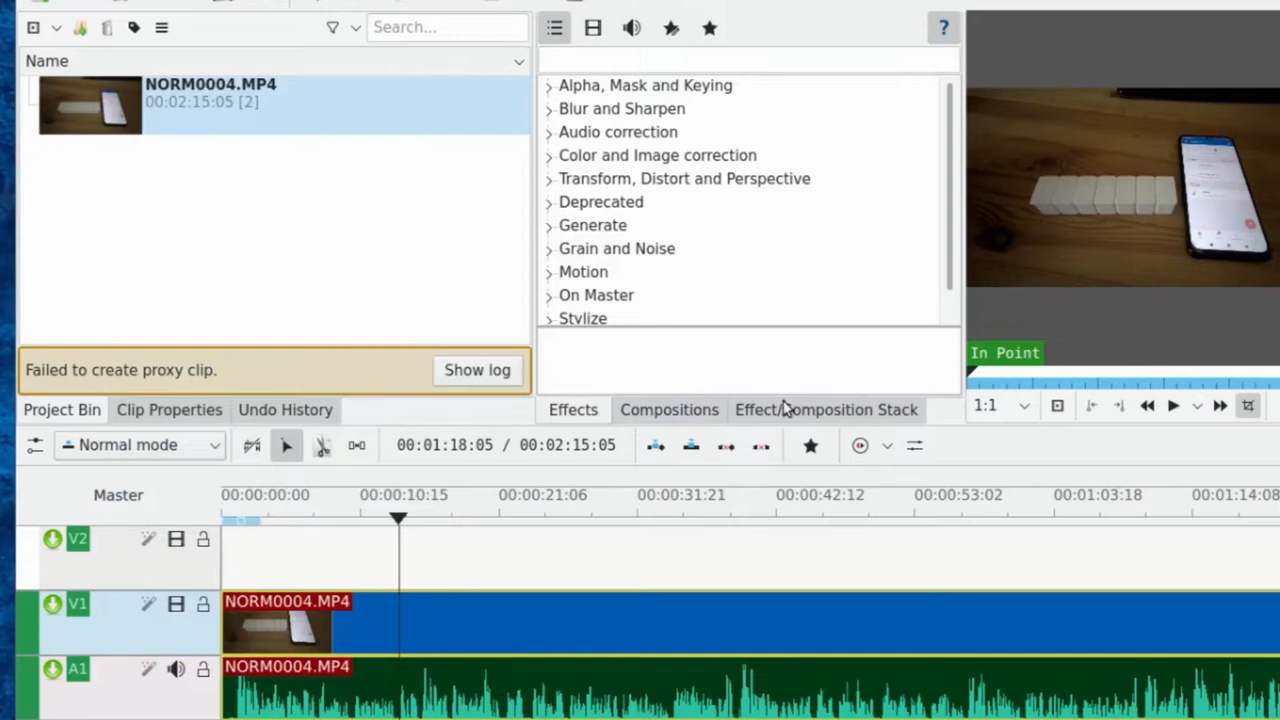 Search...
?
Name
NORM0004.MP4
00:02:15:05 [2]
Alpha, Mask and Keying
Blur and Sharpen
Audio correction
Color and Image correction
Transform, Distort and Perspective
Deprecated
Generate
Grain and Noise
Motion
On Master
Stylize
Failed to create proxy clip.
Show log
In Point
Project Bin
Clip Properties
Undo History
Effects
Compositions
Effect/Composition Stack
1:1
Normal mode
00:01:18:05 / 00:02:15:05
Master
00:00:00:00
00:00:10:15
00:00:21:06
00:00:31:21
00:00:42:12
00:00:53:02
00:01:03:18
00:01:14:08
V2
V1
NORM0004.MP4
A1
NORM0004.MP4